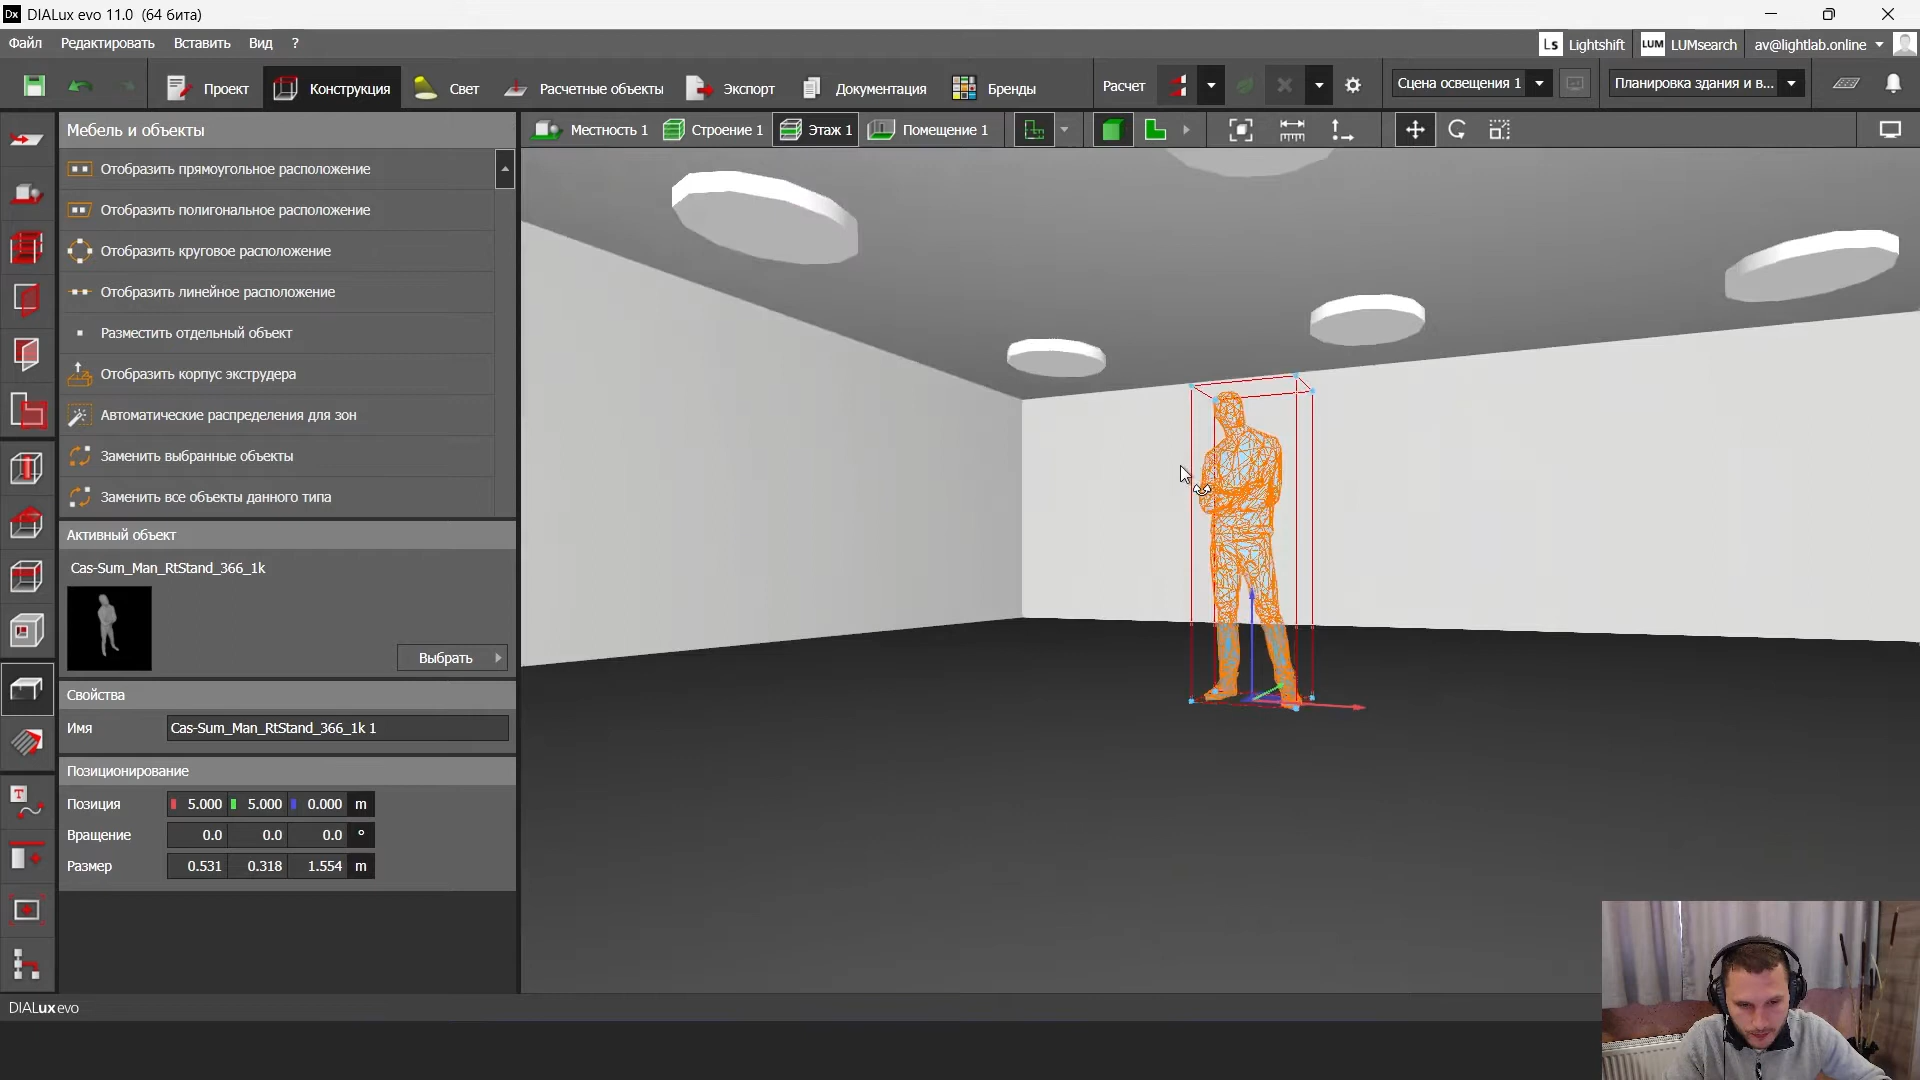 Dx DIALux evo 11.0 (64 бита)
Файл Редактировать Вставить Вид ?
Ls Lightshift LUM LUMsearch av@lightlab.online
Проект Конструкция Свет Расчетные объекты Экспорт Документация Бренды Расчет Сцена освещения 1 Планировка здания и в...
Мебель и объекты
Местность 1 Строение 1 Этаж 1 Помещение 1
Отобразить прямоугольное расположение
Отобразить полигональное расположение
Отобразить круговое расположение
Отобразить линейное расположение
Разместить отдельный объект
Отобразить корпус экструдера
Автоматические распределения для зон
Заменить выбранные объекты
Заменить все объекты данного типа
Активный объект
Cas-Sum_Man_RtStand_366_1k
Выбрать
Свойства
Имя Cas-Sum_Man_RtStand_366_1k 1
Позиционирование
Позиция 5.000 5.000 0.000 m
Вращение 0.0 0.0 0.0 °
Размер 0.531 0.318 1.554 m
T
DIALux evo